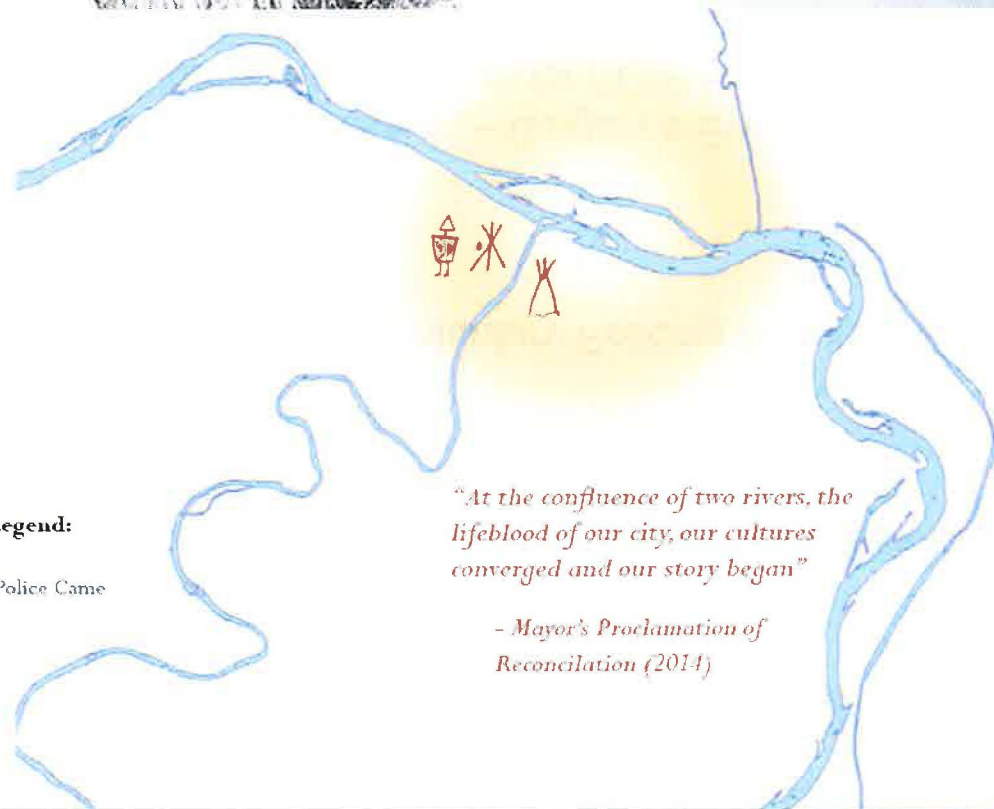 Legend:
Police Came
"At the confluence of two rivers, the
lifeblood of our city, our cultures
converged and our story began"
- Mayor's Proclamation of
Reconcilation (2014)